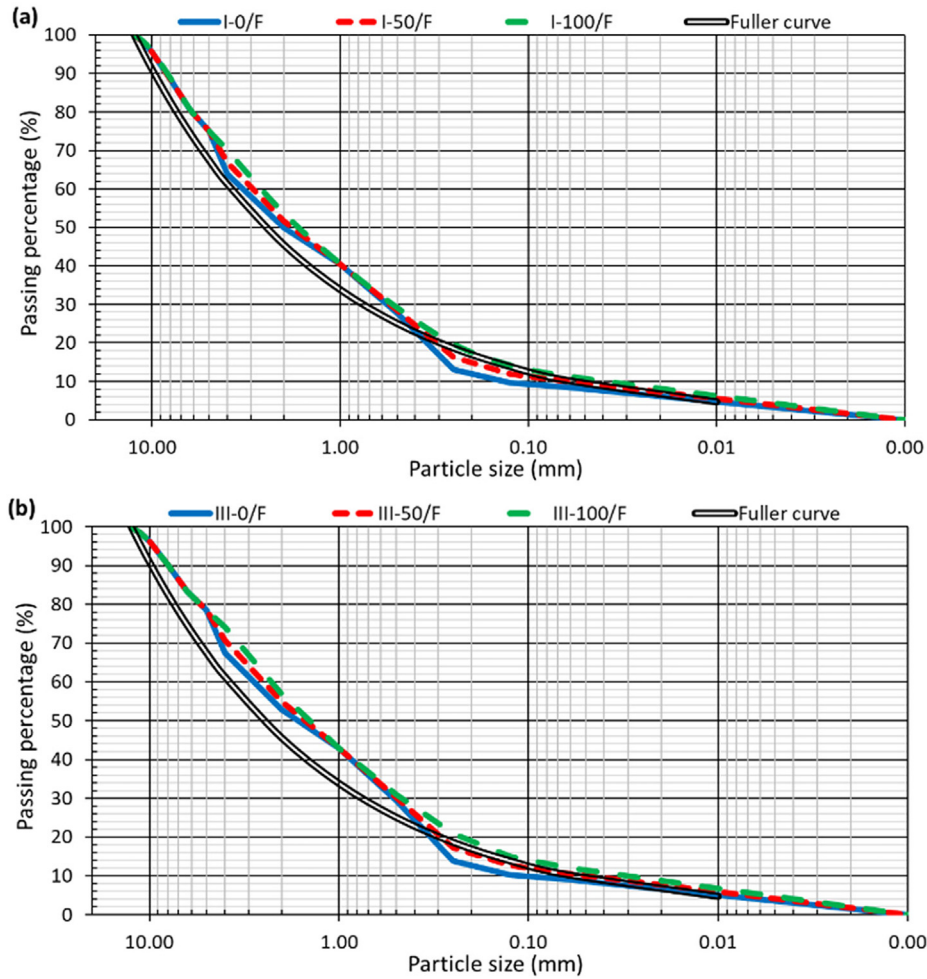 (a) I-0/F I-50/F I-100/F Fuller curve
100
90
80
70
60
50
40
30
20
10
0
Passing percentage (%)
10.00 1.00 0.10 0.01 0.00
Particle size (mm)
(b) III-0/F III-50/F III-100/F Fuller curve
100
90
80
70
60
50
40
30
20
10
0
Passing percentage (%)
10.00 1.00 0.10 0.01 0.00
Particle size (mm)